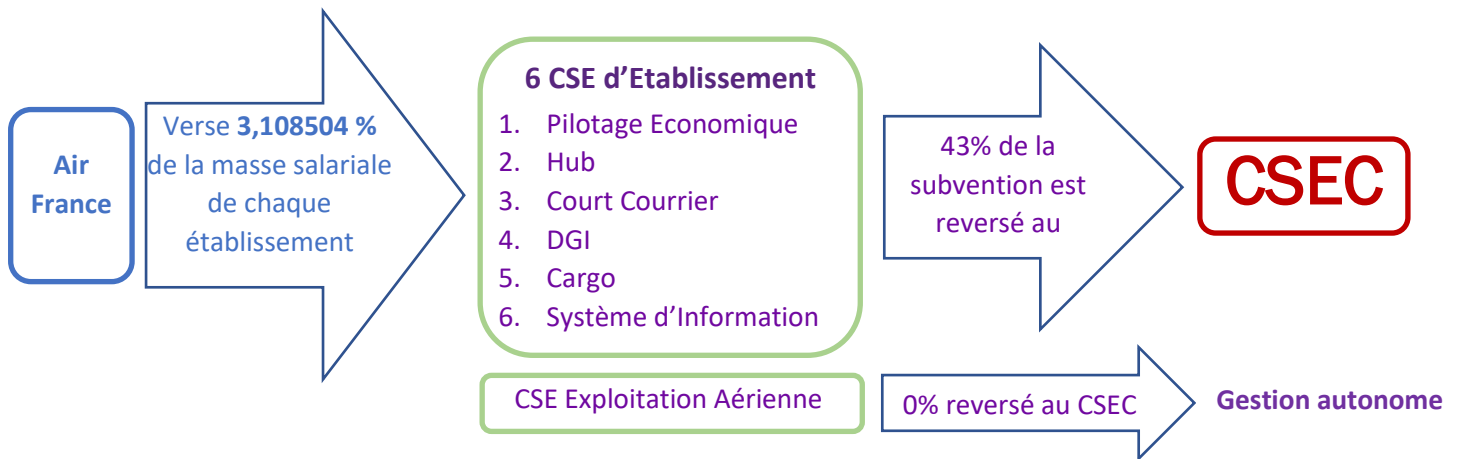 Air
France
Verse 3,108504 %
de la masse salariale
de chaque
établissement
6 CSE d'Etablissement
1. Pilotage Economique
2. Hub
3. Court Courrier
4. DGI
5. Cargo
6. Système d'Information
43% de la
subvention est
reversé au
CSEC
CSE Exploitation Aérienne
0% reversé au CSEC
Gestion autonome